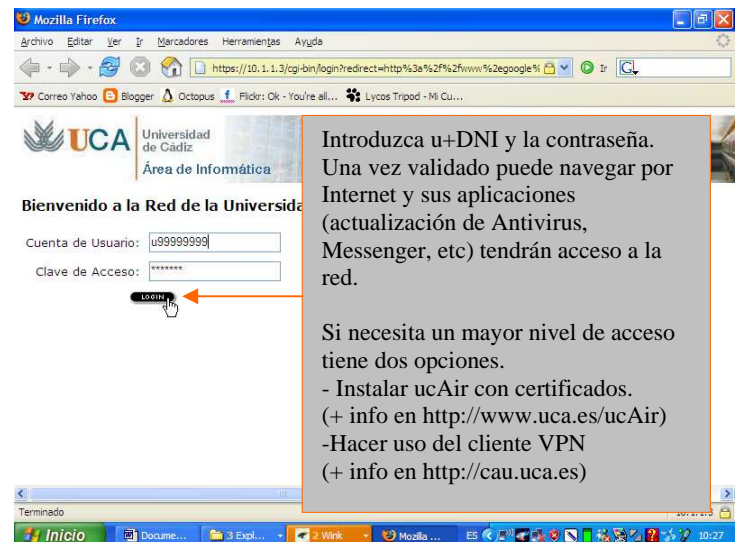 Mozilla Firefox
Archivo Editar Ver Ir Marcadores Herramientas Ayuda
https://10.1.1.3/cgi-bin/login?redirect=http%3a%2f%2fwww%2egoogle% Ir
Correo Yahoo Blogger Octopus Flickr: Ok - You're all... Lycos Tripod - Mi Cu...
UCA Universidad de Cádiz
Área de Informática
Bienvenido a la Red de la Universida
Cuenta de Usuario: u99999999
Clave de Acceso: *******
LOGIN
Introduzca u+DNI y la contraseña.
Una vez validado puede navegar por
Internet y sus aplicaciones
(actualización de Antivirus,
Messenger, etc) tendrán acceso a la
red.
Si necesita un mayor nivel de acceso
tiene dos opciones.
- Instalar ucAir con certificados.
(+ info en http://www.uca.es/ucAir)
-Hacer uso del cliente VPN
(+ info en http://cau.uca.es)
Terminado
Inicio Docume... 3 Expl... 2 Wink Mozilla ... ES 10:27